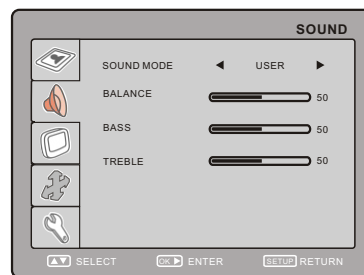 SOUND
SOUND MODE ◀ USER ▶
BALANCE 50
BASS 50
TREBLE 50
▲▼ SELECT OK ▶ ENTER SETUP RETURN